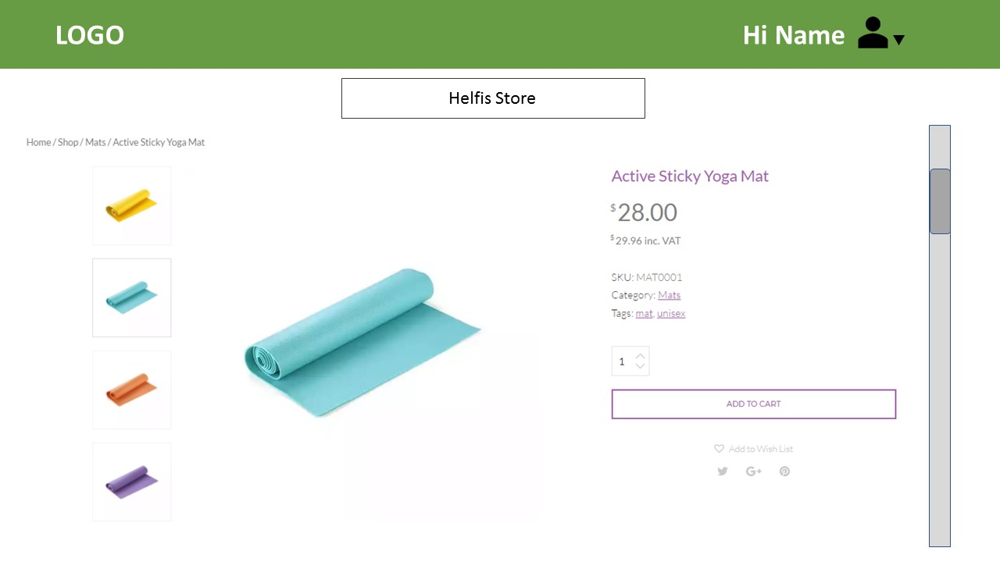 LOGO
Hi Name
Helfis Store
Home / Shop / Mats / Active Sticky Yoga Mat
Active Sticky Yoga Mat
$28.00
$29.96 inc. VAT
SKU: MAT0001
Category: Mats
Tags: mat, unisex
1
ADD TO CART
Add to Wish List
G+